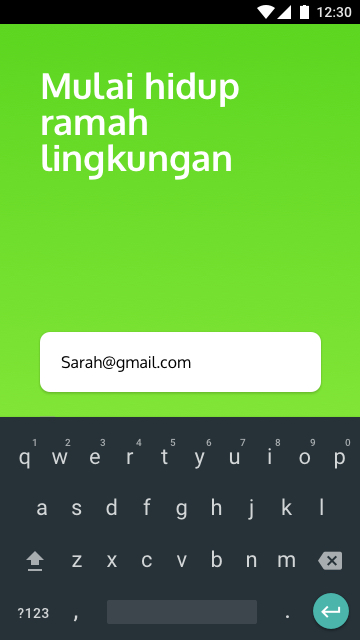 12:30
Mulai hidup
ramah
lingkungan
Sarah@gmail.com
1 2 3 4 5 6 7 8 9 0
q w e r t y u i o p
a s d f g h j k l
z x c v b n m
?123 , .